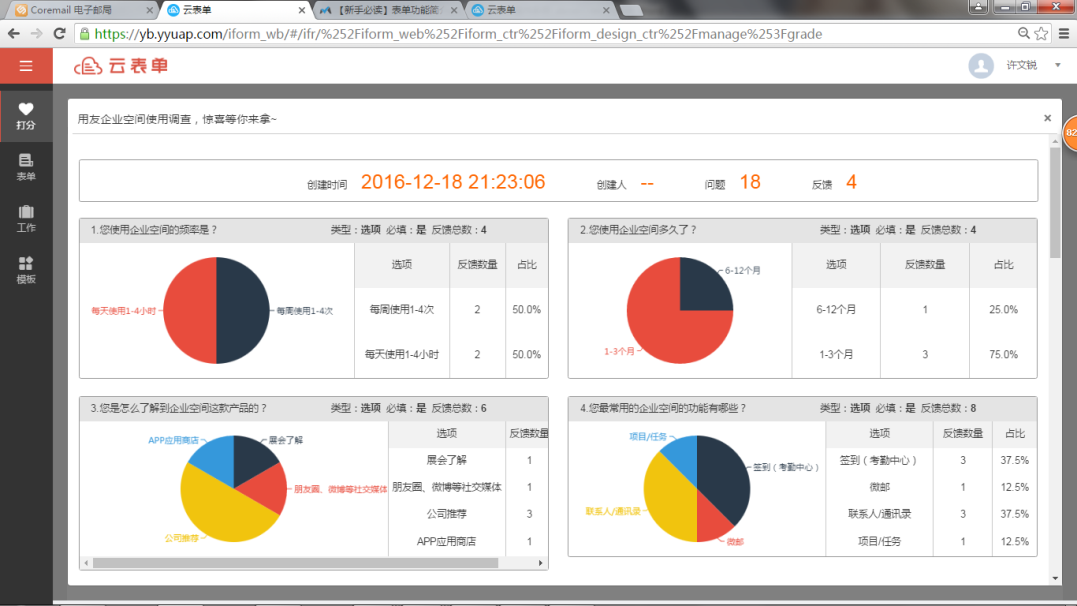 Coremail 电子邮局
云表单
【新手必读】表单功能简
云表单
https://yb.yyuap.com/iform_wb/#/ifr/%252Fiform_web%252Fiform_ctr%252Fiform_design_ctr%252Fmanage%253Fgrade
云表单
许文锐
打分
表单
工作
模板
82
用友企业空间使用调查，惊喜等你来拿~
×
创建时间 2016-12-18 21:23:06 创建人 -- 问题 18 反馈 4
1.您使用企业空间的频率是？ 类型：选项 必填：是 反馈总数：4
每天使用1-4小时
每周使用1-4次
选项 反馈数量 占比
每周使用1-4次 2 50.0%
每天使用1-4小时 2 50.0%
2.您使用企业空间多久了？ 类型：选项 必填：是 反馈总数：4
6-12个月
1-3个月
选项 反馈数量 占比
6-12个月 1 25.0%
1-3个月 3 75.0%
3.您是怎么了解到企业空间这款产品的？ 类型：选项 必填：是 反馈总数：6
APP应用商店
展会了解
朋友圈、微博等社交媒体
公司推荐
选项 反馈数量
展会了解 1
朋友圈、微博等社交媒体 1
公司推荐 3
APP应用商店 1
4.您最常用的企业空间的功能有哪些？ 类型：选项 必填：是 反馈总数：8
项目/任务
签到（考勤中心）
联系人/通讯录
微邮
选项 反馈数量 占比
签到（考勤中心） 3 37.5%
微邮 1 12.5%
联系人/通讯录 3 37.5%
项目/任务 1 12.5%